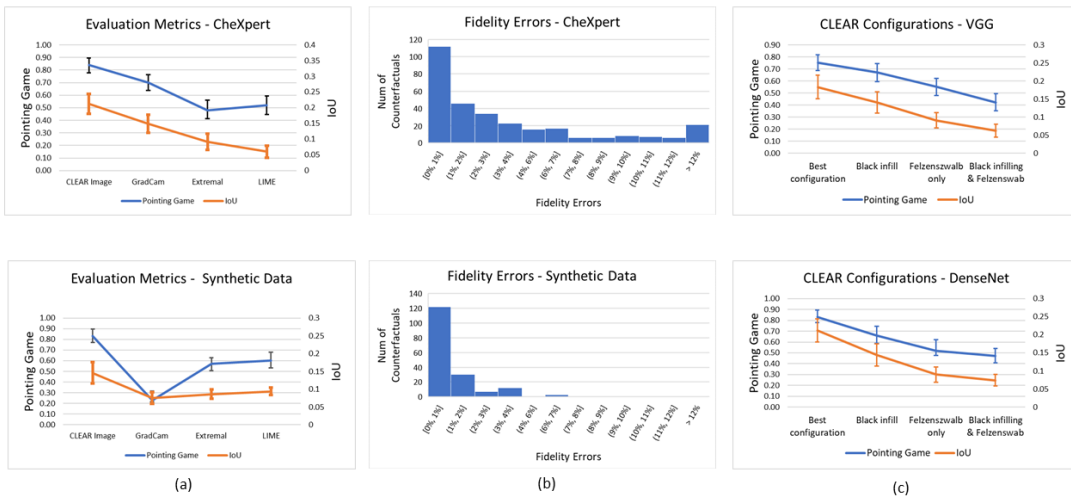 Evaluation Metrics - CheXpert
Pointing Game
1.00
0.90
0.80
0.70
0.60
0.50
0.40
0.30
0.20
0.10
0.00
0.4
0.35
0.3
0.25
0.2
0.15
0.1
0.05
0
IoU
CLEAR Image GradCam Extremal LIME
Pointing Game IoU
Fidelity Errors - CheXpert
Num of
Counterfactuals
120
100
80
60
40
20
0
[0%, 1%] (1%, 2%] (2%, 3%] (3%, 4%] (4%, 6%] (6%, 7%] (7%, 8%] (8%, 9%] (9%, 10%] (10%, 11%] (11%, 12%] > 12%
Fidelity Errors
CLEAR Configurations - VGG
Pointing Game
0.90
0.80
0.70
0.60
0.50
0.40
0.30
0.20
0.10
0.00
0.3
0.25
0.2
0.15
0.1
0.05
0
IoU
Best Black infill Felzenszwalb Black infilling
configuration only & Felzenswab
Pointing Game IoU
Evaluation Metrics - Synthetic Data
Pointing Game
1.00
0.90
0.80
0.70
0.60
0.50
0.40
0.30
0.20
0.10
0.00
0.3
0.25
0.2
0.15
0.1
0.05
0
IoU
CLEAR Image GradCam Extremal LIME
Pointing Game IoU
(a)
Fidelity Errors - Synthetic Data
Num of
Counterfactuals
140
120
100
80
60
40
20
0
[0%, 1%] (1%, 2%] (2%, 3%] (3%, 4%] (4%, 6%] (6%, 7%] (7%, 8%] (8%, 9%] (9%, 10%] (10%, 11%] (11%, 12%] > 12%
Fidelity Errors
(b)
CLEAR Configurations - DenseNet
Pointing Game
1.00
0.90
0.80
0.70
0.60
0.50
0.40
0.30
0.20
0.10
0.00
0.3
0.25
0.2
0.15
0.1
0.05
0
IoU
Best Black infill Felzenszwalb Black infilling
configuration only & Felzenswab
Pointing Game IoU
(c)